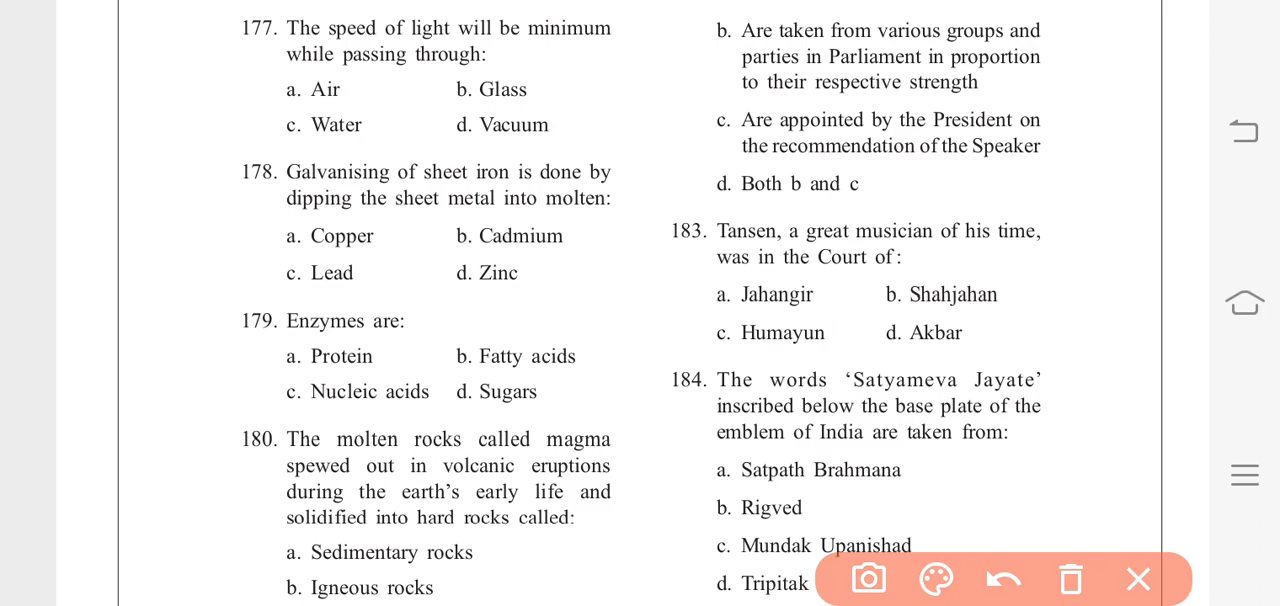 177. The speed of light will be minimum
while passing through:
a. Air b. Glass
c. Water d. Vacuum
178. Galvanising of sheet iron is done by
dipping the sheet metal into molten:
a. Copper b. Cadmium
c. Lead d. Zinc
179. Enzymes are:
a. Protein b. Fatty acids
c. Nucleic acids d. Sugars
180. The molten rocks called magma
spewed out in volcanic eruptions
during the earth’s early life and
solidified into hard rocks called:
a. Sedimentary rocks
b. Igneous rocks
b. Are taken from various groups and
parties in Parliament in proportion
to their respective strength
c. Are appointed by the President on
the recommendation of the Speaker
d. Both b and c
183. Tansen, a great musician of his time,
was in the Court of:
a. Jahangir b. Shahjahan
c. Humayun d. Akbar
184. The words ‘Satyameva Jayate’
inscribed below the base plate of the
emblem of India are taken from:
a. Satpath Brahmana
b. Rigved
c. Mundak Upanishad
d. Tripitak